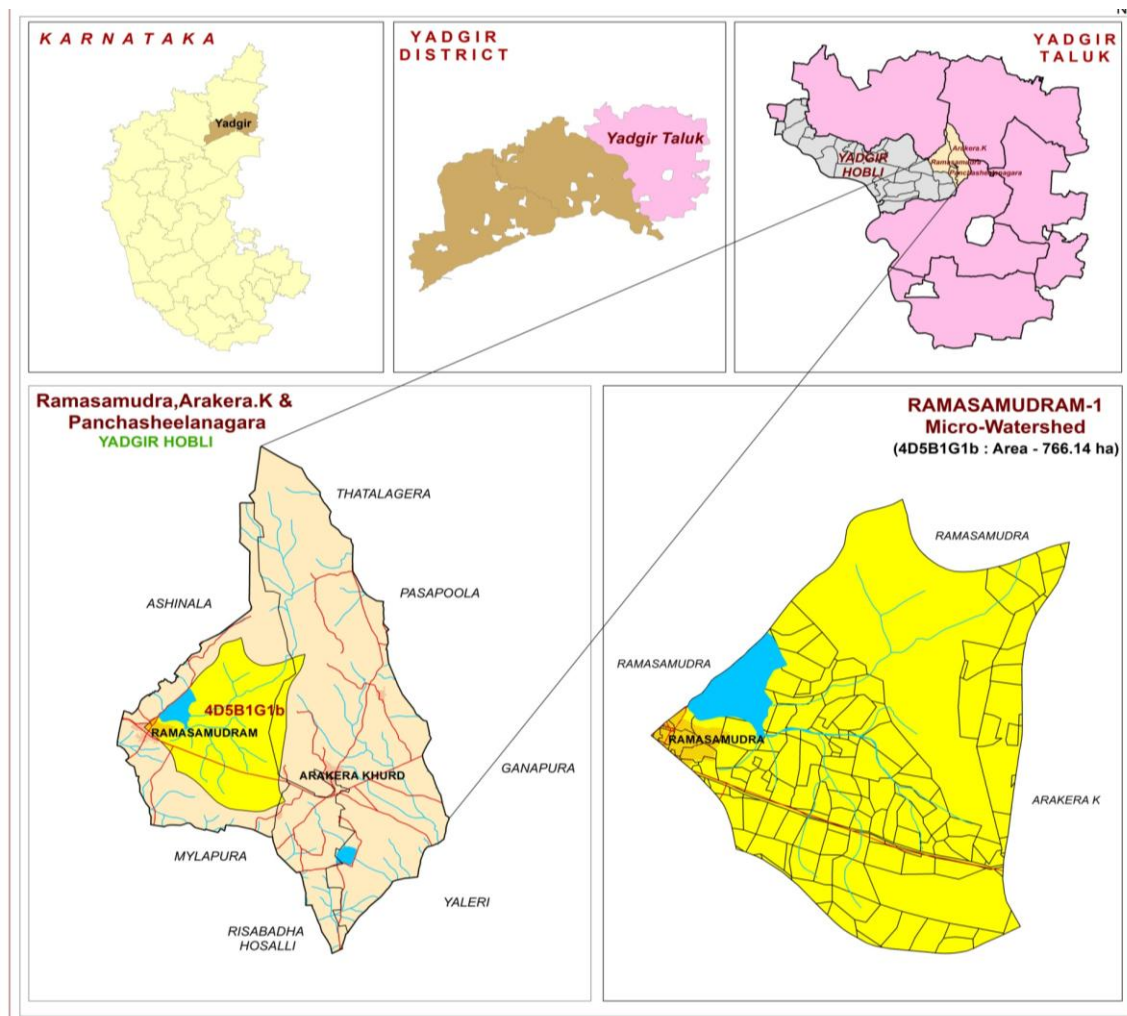 N
KARNATAKA
Yadgir
YADGIR
DISTRICT
Yadgir Taluk
YADGIR
TALUK
YADGIR
HOBLI
Arakera.K
Ramasamudra
Panchasheelanagara
Ramasamudra,Arakera.K &
Panchasheelanagara
YADGIR HOBLI
THATALAGERA
PASAPOOLA
ASHINALA
4D5B1G1b
RAMASAMUDRAM
ARAKERA KHURD
GANAPURA
MYLAPURA
YALERI
RISABADHA
HOSALLI
RAMASAMUDRAM-1
Micro-Watershed
(4D5B1G1b : Area - 766.14 ha)
RAMASAMUDRA
RAMASAMUDRA
RAMASAMUDRA
ARAKERA K